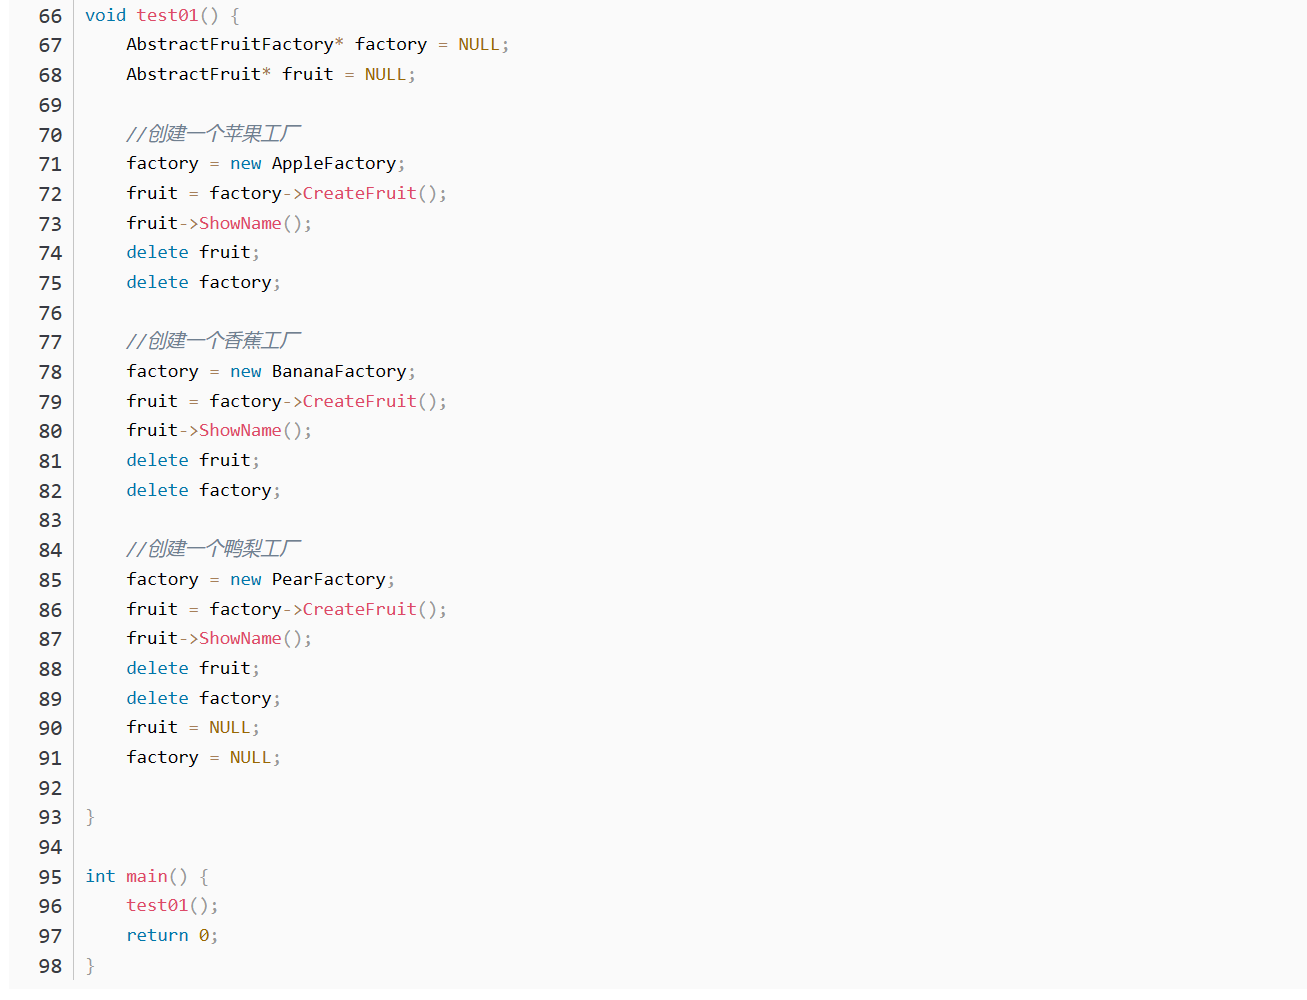 66 void test01() {
67     AbstractFruitFactory* factory = NULL;
68     AbstractFruit* fruit = NULL;
69
70     //创建一个苹果工厂
71     factory = new AppleFactory;
72     fruit = factory->CreateFruit();
73     fruit->ShowName();
74     delete fruit;
75     delete factory;
76
77     //创建一个香蕉工厂
78     factory = new BananaFactory;
79     fruit = factory->CreateFruit();
80     fruit->ShowName();
81     delete fruit;
82     delete factory;
83
84     //创建一个鸭梨工厂
85     factory = new PearFactory;
86     fruit = factory->CreateFruit();
87     fruit->ShowName();
88     delete fruit;
89     delete factory;
90     fruit = NULL;
91     factory = NULL;
92
93 }
94
95 int main() {
96     test01();
97     return 0;
98 }